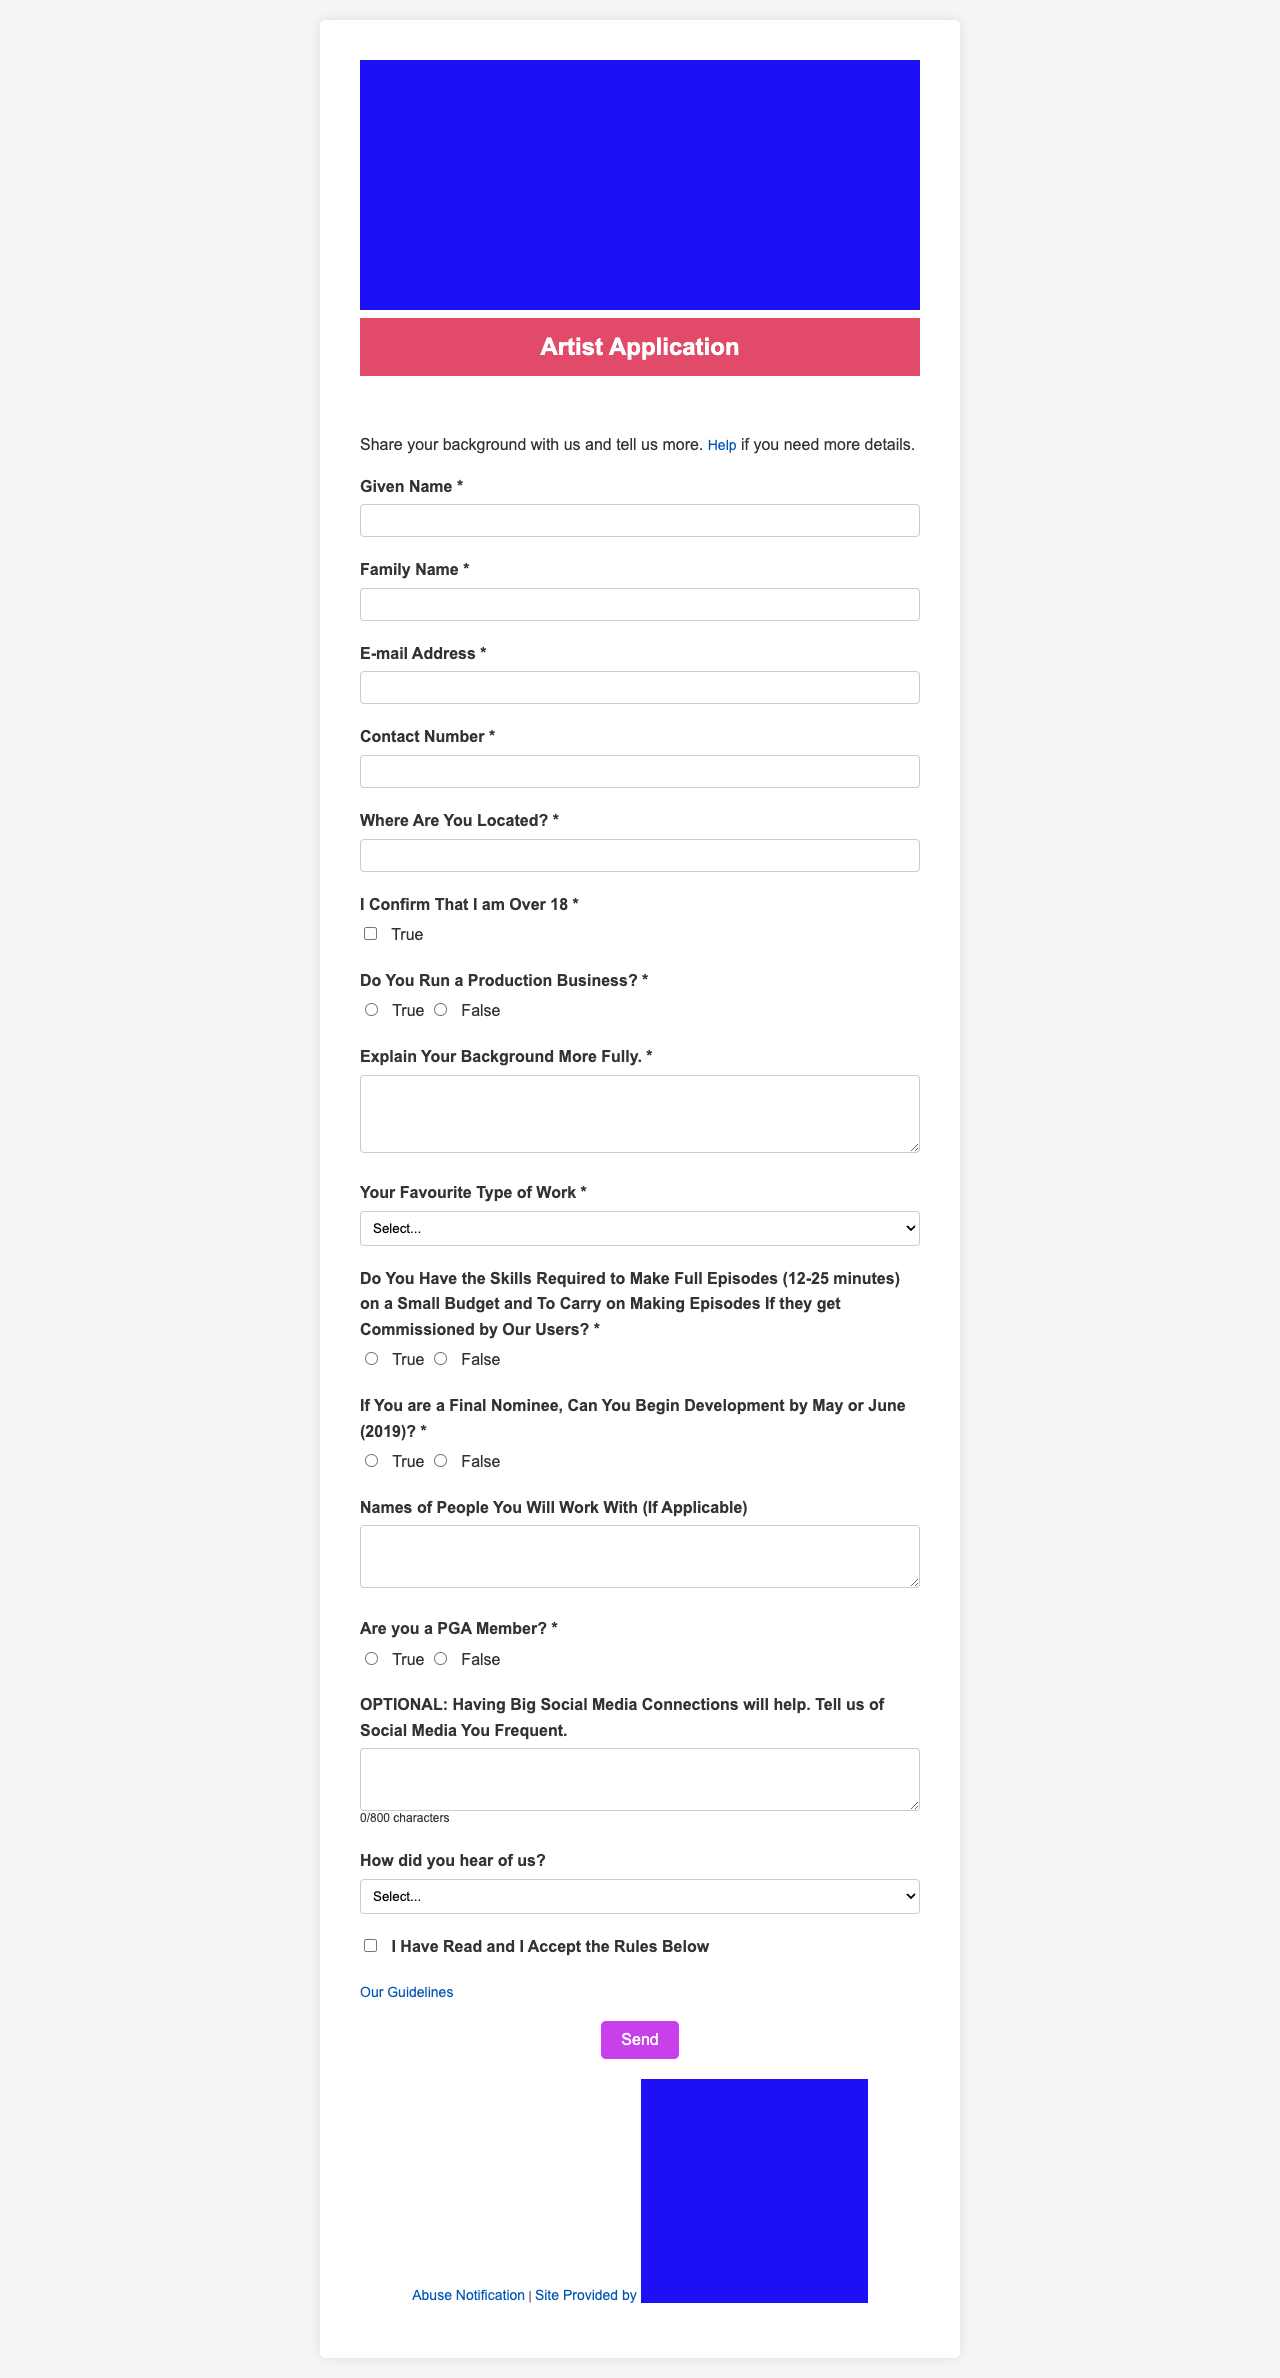 Artist Application
Share your background with us and tell us more. Help if you need more details.
Given Name *
Family Name *
E-mail Address *
Contact Number *
Where Are You Located? *
I Confirm That I am Over 18 *
True
Do You Run a Production Business? *
True False
Explain Your Background More Fully. *
Your Favourite Type of Work *
Select...
Do You Have the Skills Required to Make Full Episodes (12-25 minutes)
on a Small Budget and To Carry on Making Episodes If they get
Commissioned by Our Users? *
True False
If You are a Final Nominee, Can You Begin Development by May or June
(2019)? *
True False
Names of People You Will Work With (If Applicable)
Are you a PGA Member? *
True False
OPTIONAL: Having Big Social Media Connections will help. Tell us of
Social Media You Frequent.
0/800 characters
How did you hear of us?
Select...
I Have Read and I Accept the Rules Below
Our Guidelines
Send
Abuse Notification | Site Provided by